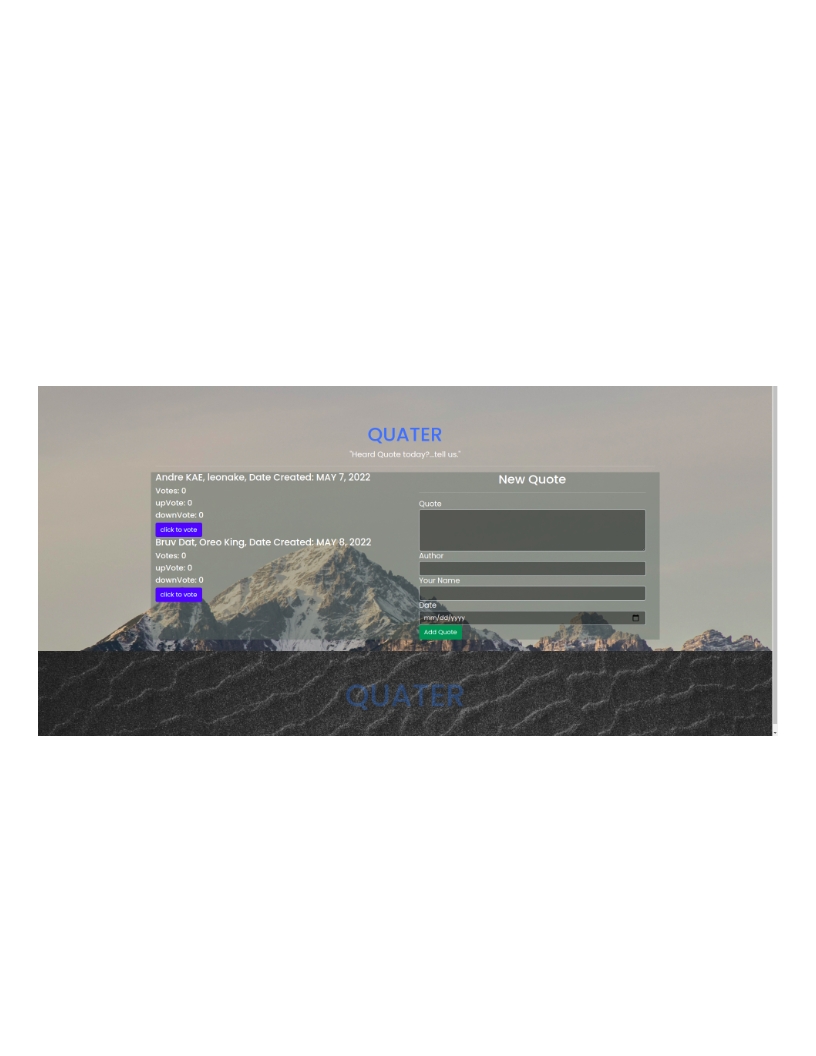 QUATER
"Heard Quote today?...tell us."
Andre KAE, leonake, Date Created: MAY 7, 2022
Votes: 0
upVote: 0
downVote: 0
click to vote
Bruv Dat, Oreo King, Date Created: MAY 8, 2022
Votes: 0
upVote: 0
downVote: 0
click to vote
New Quote
Quote
Author
Your Name
Date
mm/dd/yyyy
Add Quote
QUATER